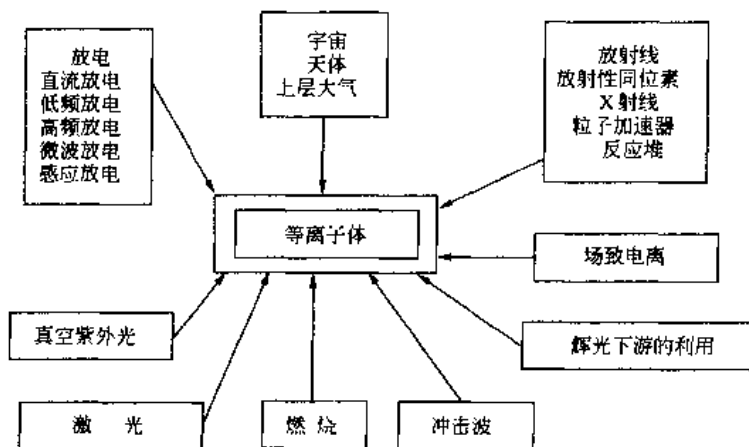 放电
直流放电
低频放电
高频放电
微波放电
感应放电
宇宙
天体
上层大气
放射线
放射性同位素
X射线
粒子加速器
反应堆
等离子体
场致电离
真空紫外光
辉光下游的利用
激 光
燃 烧
冲击波